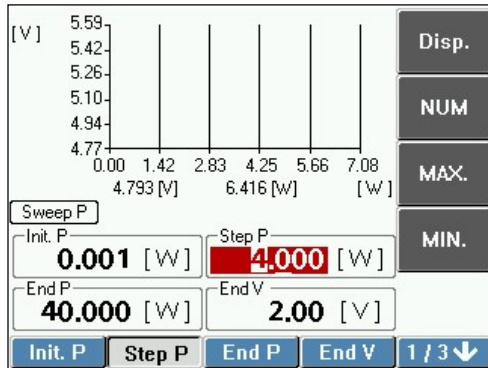 [V]
5.59
5.42
5.26
5.10
4.94
4.77
0.00 1.42 2.83 4.25 5.66 7.08
4.793 [V] 6.416 [W] [W]
Sweep P
Init. P
0.001 [W]
Step P
4.000 [W]
End P
40.000 [W]
End V
2.00 [V]
Disp.
NUM
MAX.
MIN.
Init. P Step P End P End V 1/3